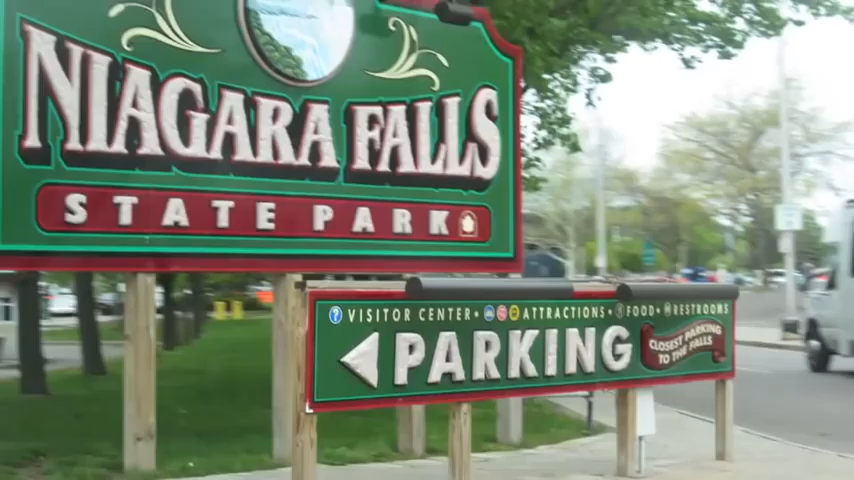 NIAGARA FALLS
STATE PARK
VISITOR CENTER • ATTRACTIONS • FOOD • RESTROOMS
PARKING
CLOSEST PARKING
TO THE FALLS